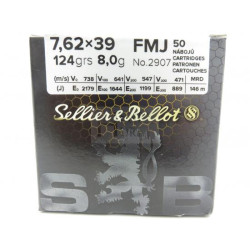 7,62×39 FMJ 50
NÁBOJŮ
CARTRIDGES
PATRONEN
CARTOUCHES
124grs 8,0g No.2907
(m/s) V₀ 738 V₁₀₀ 641 V₂₀₀ 547 V₃₀₀ 471 MRD
(J) E₀ 2179 E₁₀₀ 1644 E₂₀₀ 1199 E₃₀₀ 889 148 m
Sellier & Bellot
S B